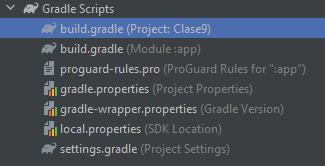 Gradle Scripts
build.gradle (Project: Clase9)
build.gradle (Module :app)
proguard-rules.pro (ProGuard Rules for ":app")
gradle.properties (Project Properties)
gradle-wrapper.properties (Gradle Version)
local.properties (SDK Location)
settings.gradle (Project Settings)